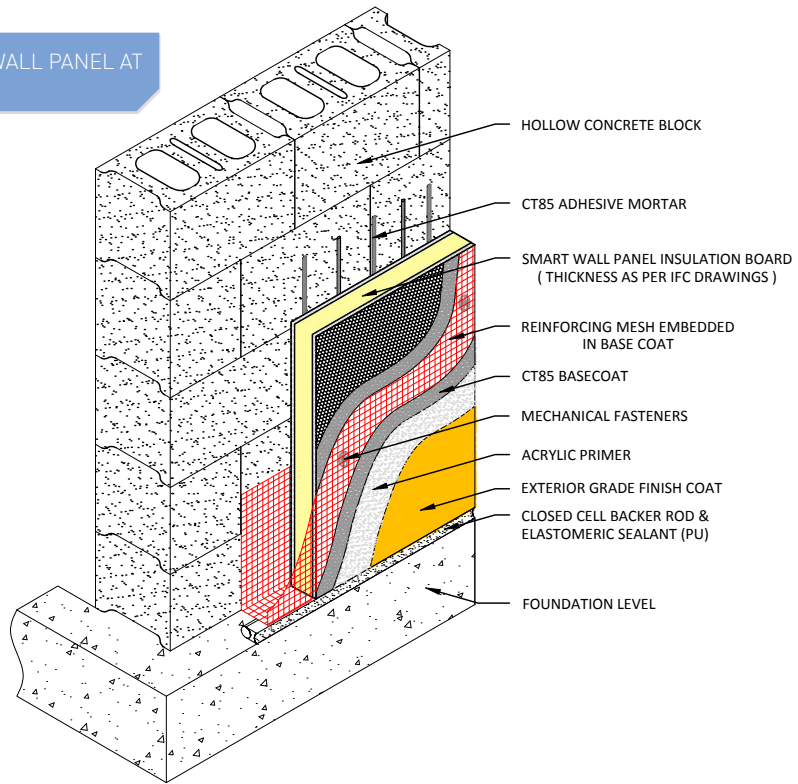 WALL PANEL AT
HOLLOW CONCRETE BLOCK
CT85 ADHESIVE MORTAR
SMART WALL PANEL INSULATION BOARD
( THICKNESS AS PER IFC DRAWINGS )
REINFORCING MESH EMBEDDED
IN BASE COAT
CT85 BASECOAT
MECHANICAL FASTENERS
ACRYLIC PRIMER
EXTERIOR GRADE FINISH COAT
CLOSED CELL BACKER ROD &
ELASTOMERIC SEALANT (PU)
FOUNDATION LEVEL